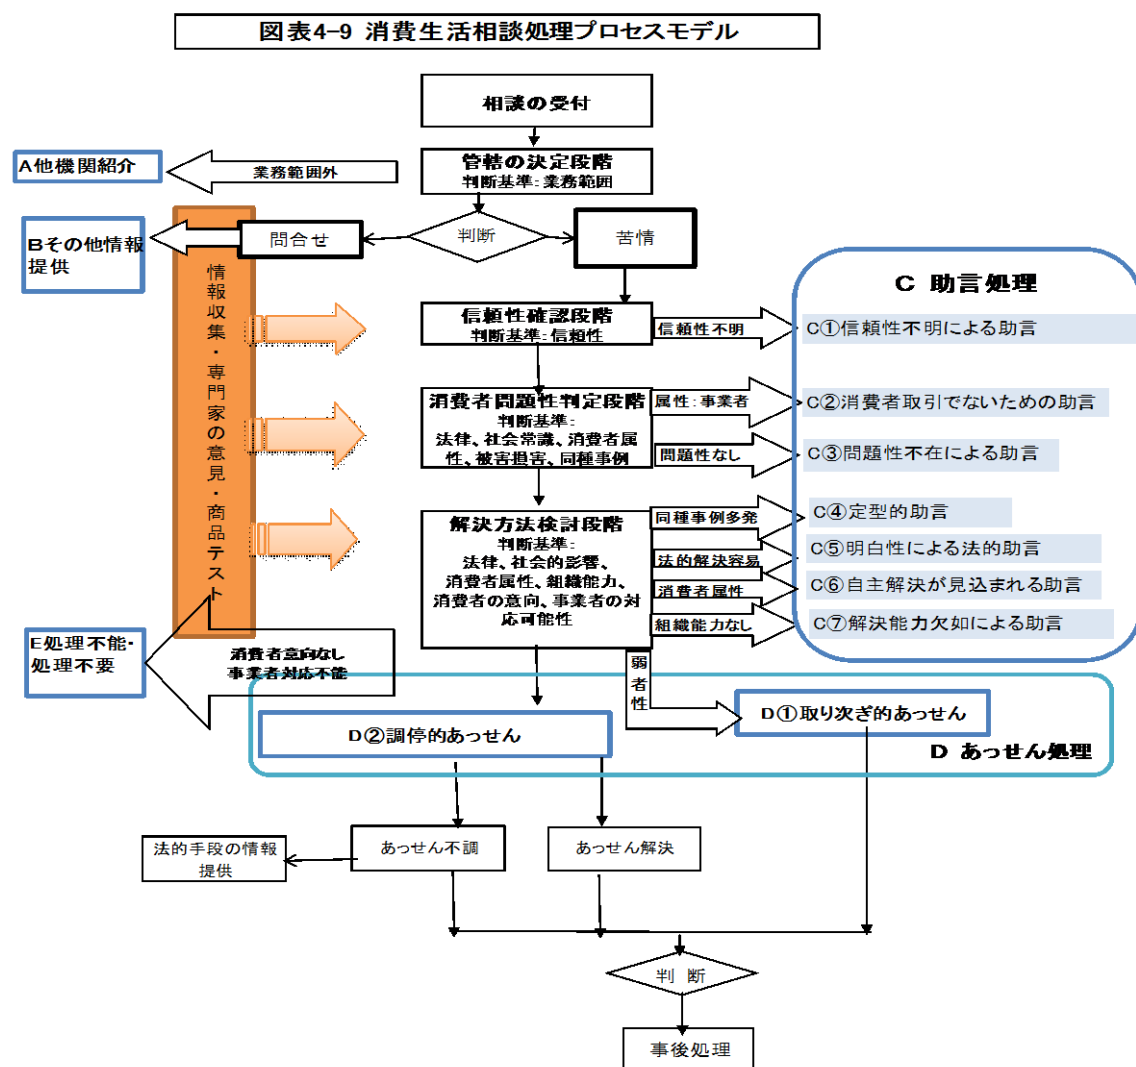 図表4-9 消費生活相談処理プロセスモデル
相談の受付
管轄の決定段階
判断基準：業務範囲
A他機関紹介
業務範囲外
Bその他情報
提供
問合せ
判断
苦情
情報収集・専門家の意見・商品テスト
C 助言処理
信頼性確認段階
判断基準：信頼性
信頼性不明
C①信頼性不明による助言
消費者問題性判定段階
判断基準：
法律、社会常識、消費者属
性、被害損害、同種事例
属性：事業者
C②消費者取引でないための助言
問題性なし
C③問題性不在による助言
解決方法検討段階
判断基準：
法律、社会的影響、
消費者属性、組織能力、
消費者の意向、事業者の対
応可能性
同種事例多発
C④定型的助言
法的解決容易
C⑤明白性による法的助言
消費者属性
C⑥自主解決が見込まれる助言
組織能力なし
C⑦解決能力欠如による助言
E処理不能・
処理不要
消費者意向なし
事業者対応不能
弱者性
D①取り次ぎ的あっせん
D②調停的あっせん
D あっせん処理
法的手段の情報
提供
あっせん不調
あっせん解決
判 断
事後処理